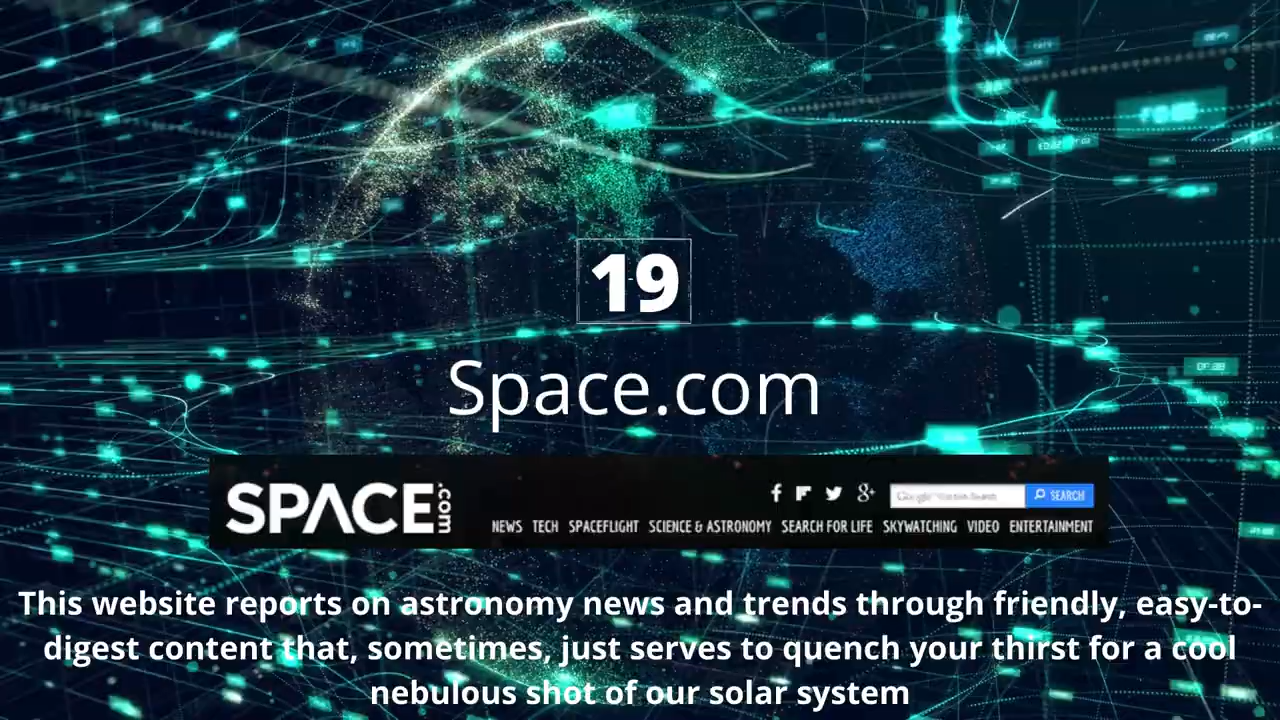 19
Space.com
SPACE.com
NEWS TECH SPACEFLIGHT SCIENCE & ASTRONOMY SEARCH FOR LIFE SKYWATCHING VIDEO ENTERTAINMENT
SEARCH
This website reports on astronomy news and trends through friendly, easy-to-
digest content that, sometimes, just serves to quench your thirst for a cool
nebulous shot of our solar system